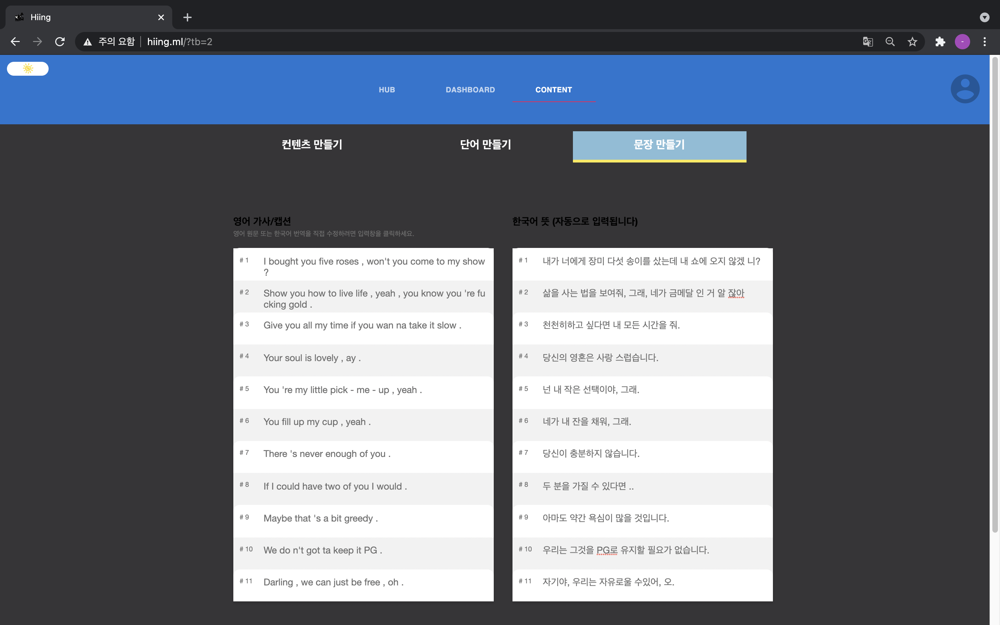 Hiing
주의 요함 hiing.ml/?tb=2
HUB DASHBOARD CONTENT
컨텐츠 만들기 단어 만들기 문장 만들기
영어 가사/캡션
영어 원문 또는 한국어 번역을 직접 수정하려면 입력창을 클릭하세요.
# 1 I bought you five roses , won't you come to my show
?
# 2 Show you how to live life , yeah , you know you 're fu
cking gold .
# 3 Give you all my time if you wan na take it slow .
# 4 Your soul is lovely , ay .
# 5 You 're my little pick - me - up , yeah .
# 6 You fill up my cup , yeah .
# 7 There 's never enough of you .
# 8 If I could have two of you I would .
# 9 Maybe that 's a bit greedy .
# 10 We do n't got ta keep it PG .
# 11 Darling , we can just be free , oh .
한국어 뜻 (자동으로 입력됩니다)
# 1 내가 너에게 장미 다섯 송이를 샀는데 내 쇼에 오지 않겠 니?
# 2 삶을 사는 법을 보여줘, 그래, 네가 금메달 인 거 알 잖아
# 3 천천히하고 싶다면 내 모든 시간을 줘.
# 4 당신의 영혼은 사랑 스럽습니다.
# 5 넌 내 작은 선택이야, 그래.
# 6 네가 내 잔을 채워, 그래.
# 7 당신이 충분하지 않습니다.
# 8 두 분을 가질 수 있다면 ..
# 9 아마도 약간 욕심이 많을 것입니다.
# 10 우리는 그것을 PG로 유지할 필요가 없습니다.
# 11 자기야, 우리는 자유로울 수있어, 오.